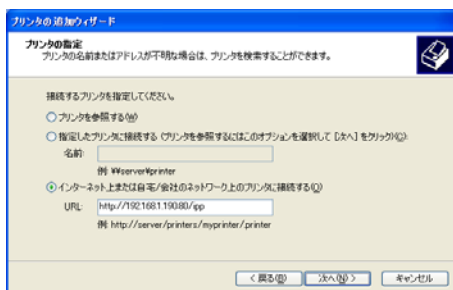 プリンタの追加ウィザード
プリンタの指定
プリンタの名前またはアドレスが不明な場合は、プリンタを検索することができます。
接続するプリンタを指定してください。
プリンタを参照する(W)
指定したプリンタに接続する (プリンタを参照するにはこのオプションを選択して [次へ] をクリック)(C):
名前:
例: ¥¥server¥printer
インターネット上または自宅/会社のネットワーク上のプリンタに接続する(O):
URL: http://192.168.1.190:80/ipp
例: http://server/printers/myprinter/printer
< 戻る(B) 次へ(N) > キャンセル